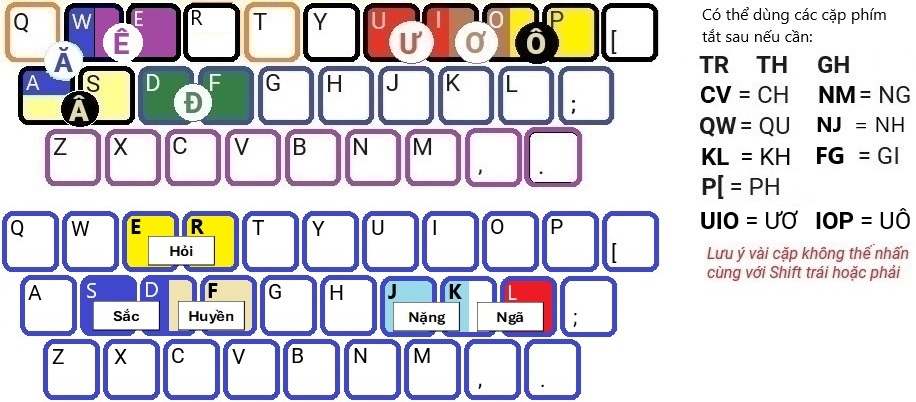 Q W E R T Y U I O P [
Ă Ê Ư Ơ Ô
A S D F G H J K L ;
Â Đ
Z X C V B N M , .
Q W E R T Y U I O P [
Hỏi
A S D F G H J K L ;
Sắc Huyền Nặng Ngã
Z X C V B N M , .
Có thể dùng các cặp phím
tắt sau nếu cần:
TR TH GH
CV = CH NM = NG
QW = QU NJ = NH
KL = KH FG = GI
P[ = PH
UIO = ƯƠ IOP = UÔ
Lưu ý vài cặp không thể nhấn
cùng với Shift trái hoặc phải